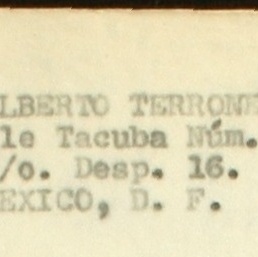 LBERTO TERRONE
le Tacuba Núm.
/o. Desp. 16.
EXICO, D. F.